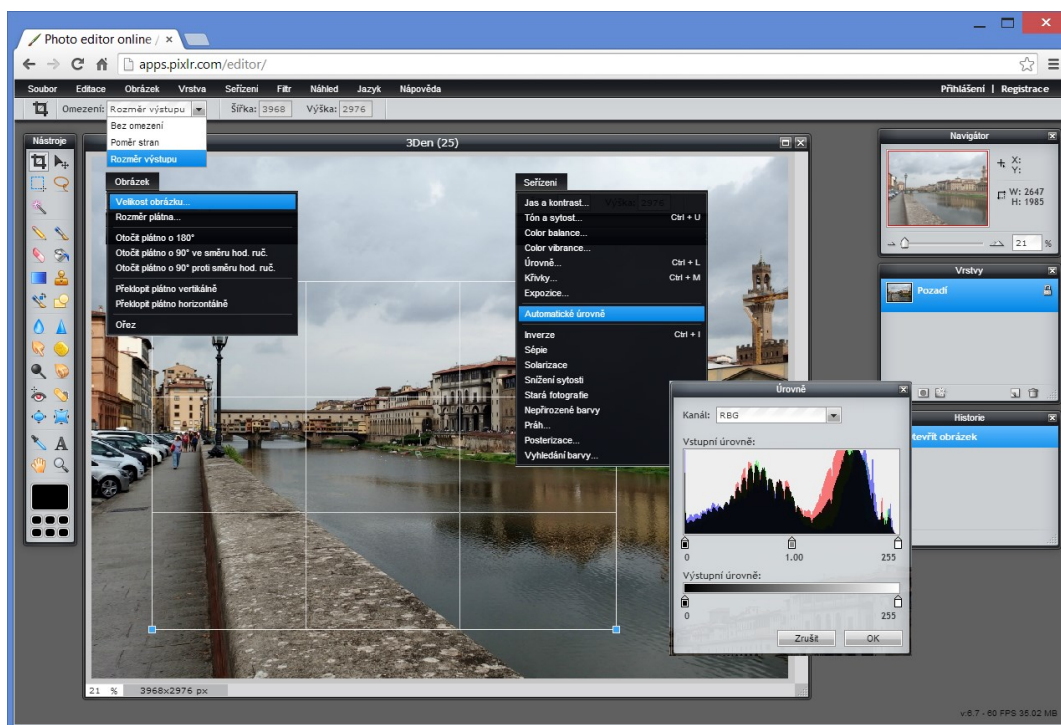 Photo editor online /
apps.pixlr.com/editor/
Soubor Editace Obrázek Vrstva Seřízení Filtr Náhled Jazyk Nápověda Přihlášení | Registrace
Omezení: Rozměr výstupu Šířka: 3968 Výška: 2976
Bez omezení
Poměr stran
Rozměr výstupu
Nástroje
3Den (25)
Obrázek
Velikost obrázku...
Rozměr plátna...
Otočit plátno o 180°
Otočit plátno o 90° ve směru hod. ruč.
Otočit plátno o 90° proti směru hod. ruč.
Překlopit plátno vertikálně
Překlopit plátno horizontálně
Ořez
Seřízení
Jas a kontrast...
Výška: 2976
Tón a sytost... Ctrl + U
Color balance...
Color vibrance...
Úrovně... Ctrl + L
Křivky... Ctrl + M
Expozice...
Automatické úrovně
Inverze Ctrl + I
Sépie
Solarizace
Snížení sytosti
Stará fotografie
Nepřirozené barvy
Práh...
Posterizace...
Vyhledání barvy...
Navigátor
X:
Y:
W: 2647
H: 1985
21 %
Vrstvy
Pozadí
Historie
tevřít obrázek
Úrovně
Kanál: RBG
Vstupní úrovně:
0 1.00 255
Výstupní úrovně:
0 255
Zrušit OK
A
21 % 3968x2976 px
v:6.7 - 60 FPS 35.02 MB